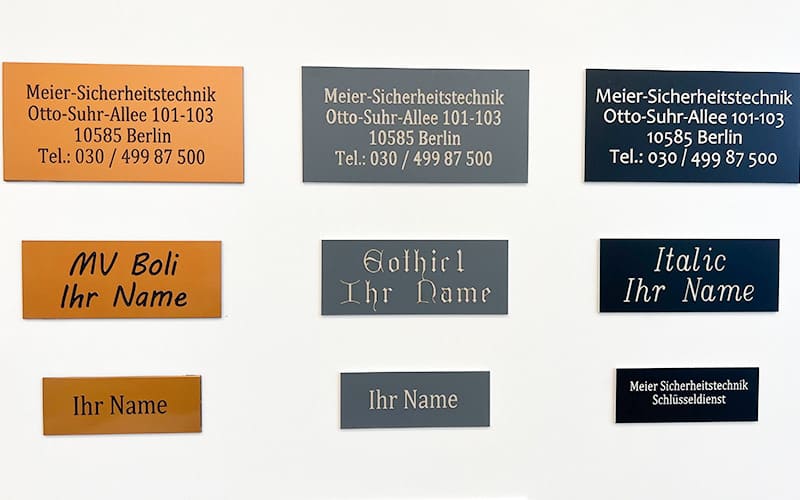 Meier-Sicherheitstechnik
Otto-Suhr-Allee 101-103
10585 Berlin
Tel.: 030 / 499 87 500
Meier-Sicherheitstechnik
Otto-Suhr-Allee 101-103
10585 Berlin
Tel.: 030 / 499 87 500
Meier-Sicherheitstechnik
Otto-Suhr-Allee 101-103
10585 Berlin
Tel.: 030 / 499 87 500
MV Boli
Ihr Name
Gothic1
Ihr Name
Italic
Ihr Name
Ihr Name
Ihr Name
Meier Sicherheitstechnik
Schlüsseldienst